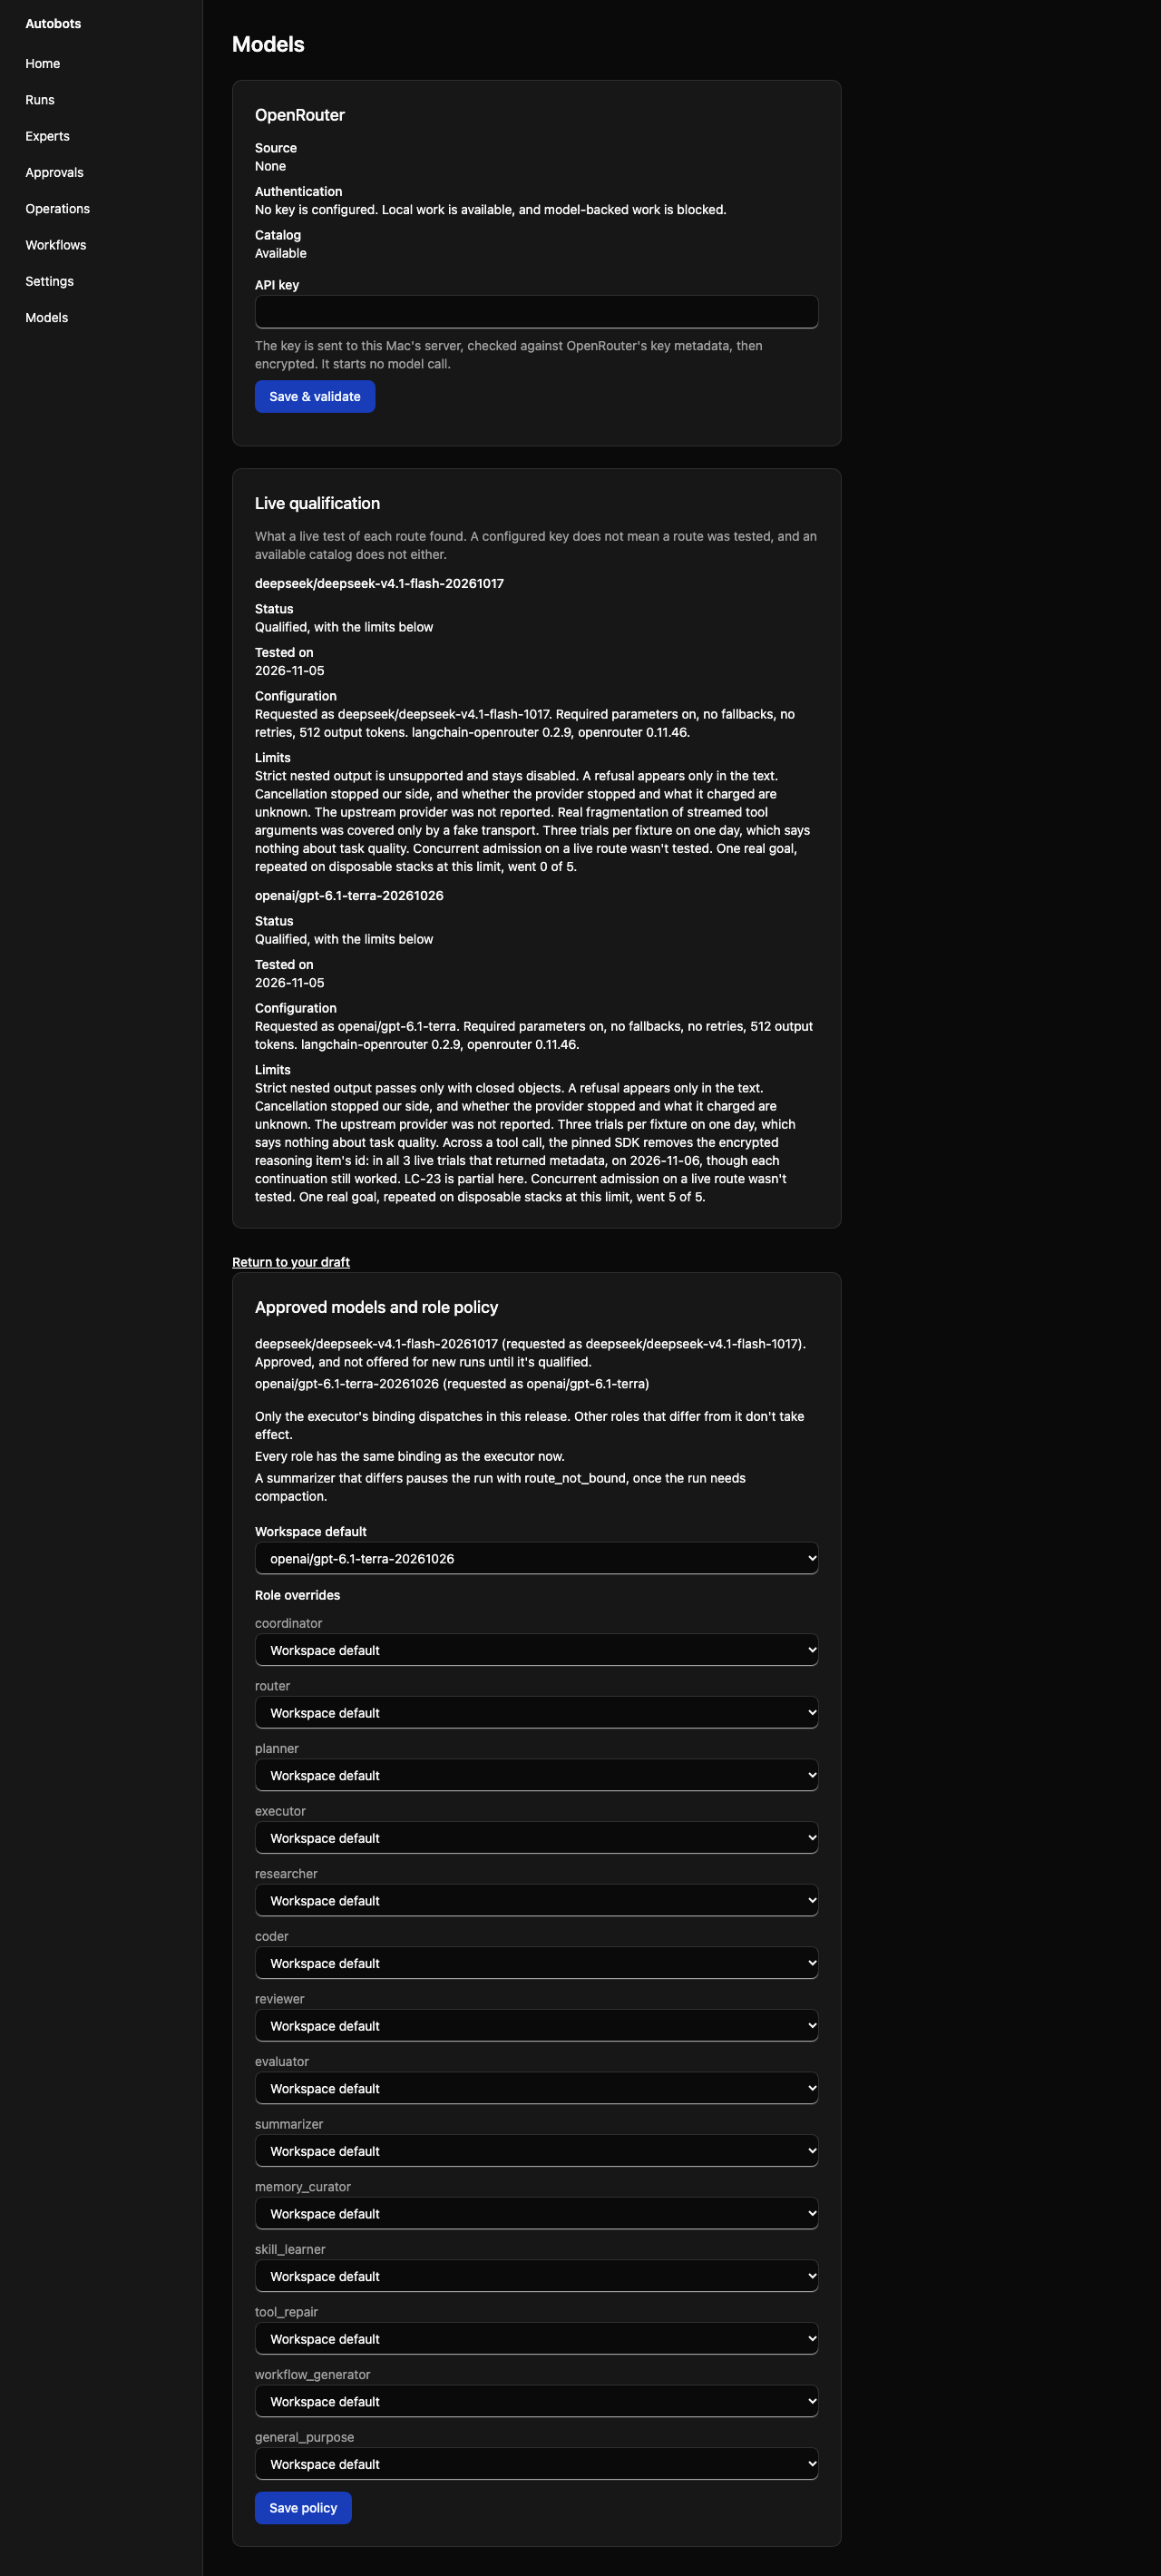 Autobots
Home
Runs
Experts
Approvals
Operations
Workflows
Settings
Models
Models
OpenRouter
Source
None
Authentication
No key is configured. Local work is available, and model-backed work is blocked.
Catalog
Available
API key
The key is sent to this Mac's server, checked against OpenRouter's key metadata, then
encrypted. It starts no model call.
Save & validate
Live qualification
What a live test of each route found. A configured key does not mean a route was tested, and an
available catalog does not either.
deepseek/deepseek-v4.1-flash-20261017
Status
Qualified, with the limits below
Tested on
2026-11-05
Configuration
Requested as deepseek/deepseek-v4.1-flash-1017. Required parameters on, no fallbacks, no
retries, 512 output tokens. langchain-openrouter 0.2.9, openrouter 0.11.46.
Limits
Strict nested output is unsupported and stays disabled. A refusal appears only in the text.
Cancellation stopped our side, and whether the provider stopped and what it charged are
unknown. The upstream provider was not reported. Real fragmentation of streamed tool
arguments was covered only by a fake transport. Three trials per fixture on one day, which says
nothing about task quality. Concurrent admission on a live route wasn't tested. One real goal,
repeated on disposable stacks at this limit, went 0 of 5.
openai/gpt-6.1-terra-20261026
Status
Qualified, with the limits below
Tested on
2026-11-05
Configuration
Requested as openai/gpt-6.1-terra. Required parameters on, no fallbacks, no retries, 512 output
tokens. langchain-openrouter 0.2.9, openrouter 0.11.46.
Limits
Strict nested output passes only with closed objects. A refusal appears only in the text.
Cancellation stopped our side, and whether the provider stopped and what it charged are
unknown. The upstream provider was not reported. Three trials per fixture on one day, which
says nothing about task quality. Across a tool call, the pinned SDK removes the encrypted
reasoning item's id: in all 3 live trials that returned metadata, on 2026-11-06, though each
continuation still worked. LC-23 is partial here. Concurrent admission on a live route wasn't
tested. One real goal, repeated on disposable stacks at this limit, went 5 of 5.
Return to your draft
Approved models and role policy
deepseek/deepseek-v4.1-flash-20261017 (requested as deepseek/deepseek-v4.1-flash-1017).
Approved, and not offered for new runs until it's qualified.
openai/gpt-6.1-terra-20261026 (requested as openai/gpt-6.1-terra)
Only the executor's binding dispatches in this release. Other roles that differ from it don't take
effect.
Every role has the same binding as the executor now.
A summarizer that differs pauses the run with route_not_bound, once the run needs
compaction.
Workspace default
openai/gpt-6.1-terra-20261026
Role overrides
coordinator
Workspace default
router
Workspace default
planner
Workspace default
executor
Workspace default
researcher
Workspace default
coder
Workspace default
reviewer
Workspace default
evaluator
Workspace default
summarizer
Workspace default
memory_curator
Workspace default
skill_learner
Workspace default
tool_repair
Workspace default
workflow_generator
Workspace default
general_purpose
Workspace default
Save policy